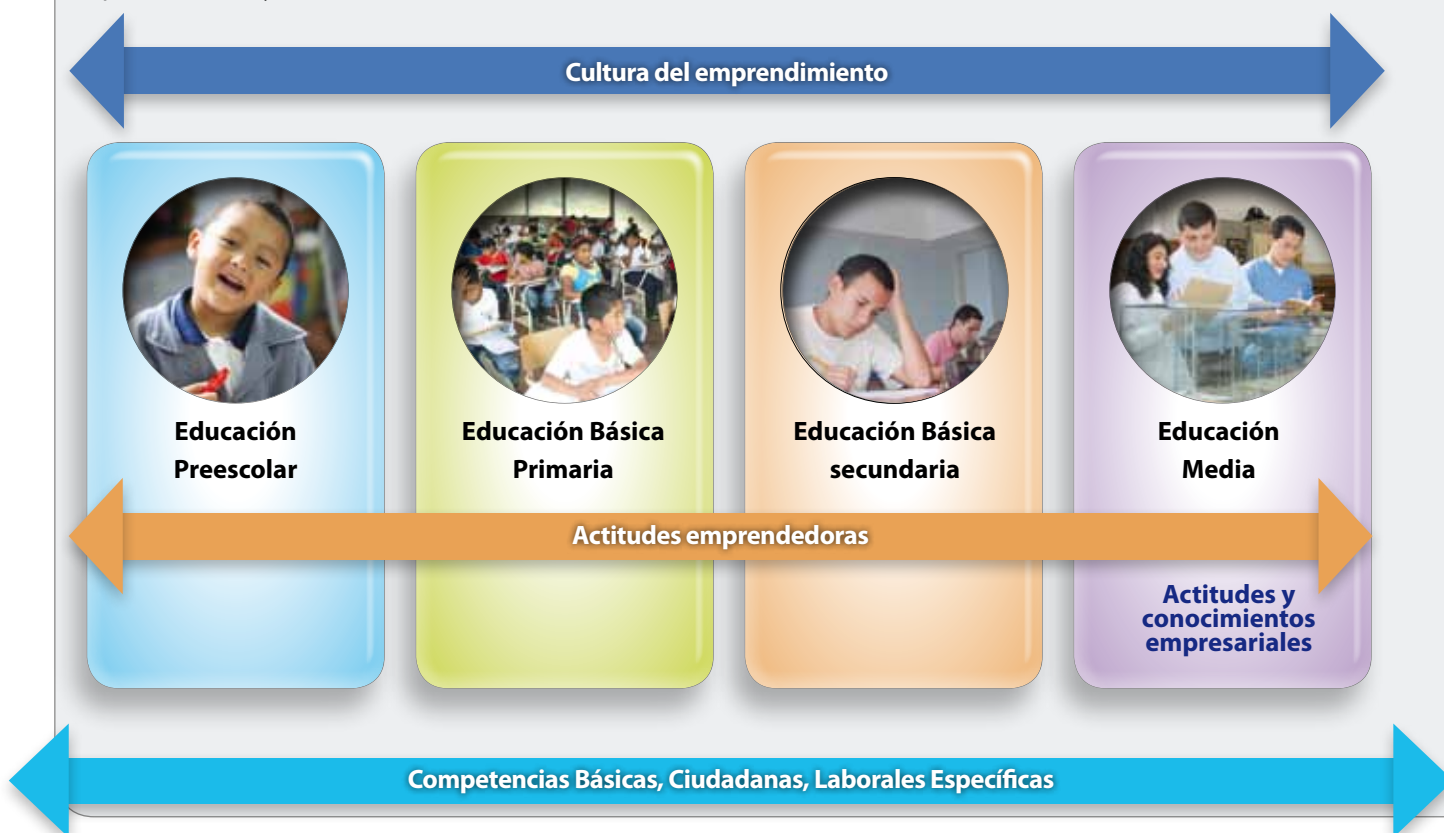 Cultura del emprendimiento
Educación
Preescolar
Educación Básica
Primaria
Educación Básica
secundaria
Educación
Media
Actitudes emprendedoras
Actitudes y
conocimientos
empresariales
Competencias Básicas, Ciudadanas, Laborales Específicas